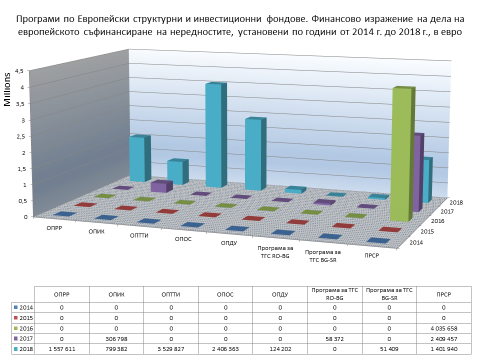 Програми по Европейски структурни и инвестиционни фондове. Финансово изражение на дела на
европейското съфинансиране на нередностите, установени по години от 2014 г. до 2018 г., в евро
Millions
4,5
4
3,5
3
2,5
2
1,5
1
0,5
0
ОПРР
ОПИК
ОПТТИ
ОПОС
ОПДУ
Програма за
ТГС RO-BG
Програма за
ТГС BG-SR
ПРСР
2014
2015
2016
2017
2018
ОПРР ОПИК ОПТТИ ОПОС ОПДУ Програма за ТГС RO-BG Програма за ТГС BG-SR ПРСР
2014 0 0 0 0 0 0 0 0
2015 0 0 0 0 0 0 0 0
2016 0 0 0 0 0 0 0 4 035 658
2017 0 306 798 0 0 0 58 372 0 2 409 457
2018 1 557 611 799 382 3 529 827 2 406 363 124 202 0 51 409 1 401 940